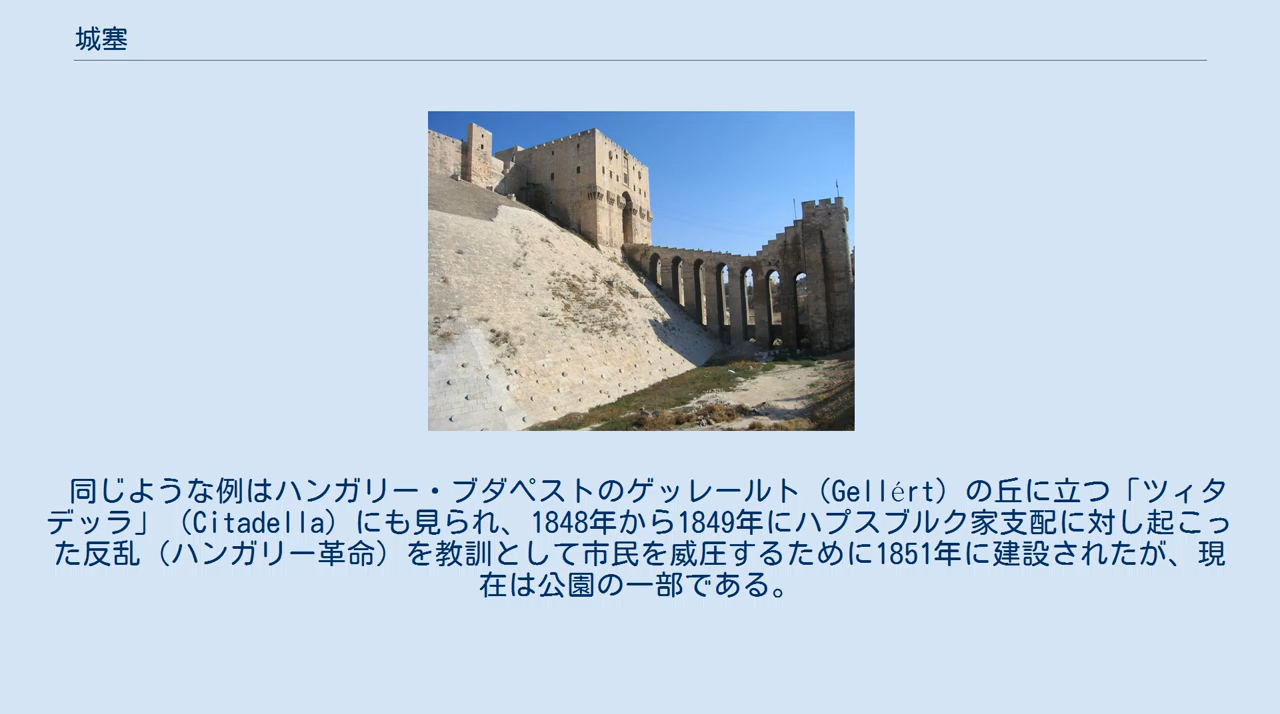 城塞
同じような例はハンガリー・ブダペストのゲッレールト（Gellért）の丘に立つ「ツィタ
デッラ」（Citadella）にも見られ、1848年から1849年にハプスブルク家支配に対し起こっ
た反乱（ハンガリー革命）を教訓として市民を威圧するために1851年に建設されたが、現
在は公園の一部である。